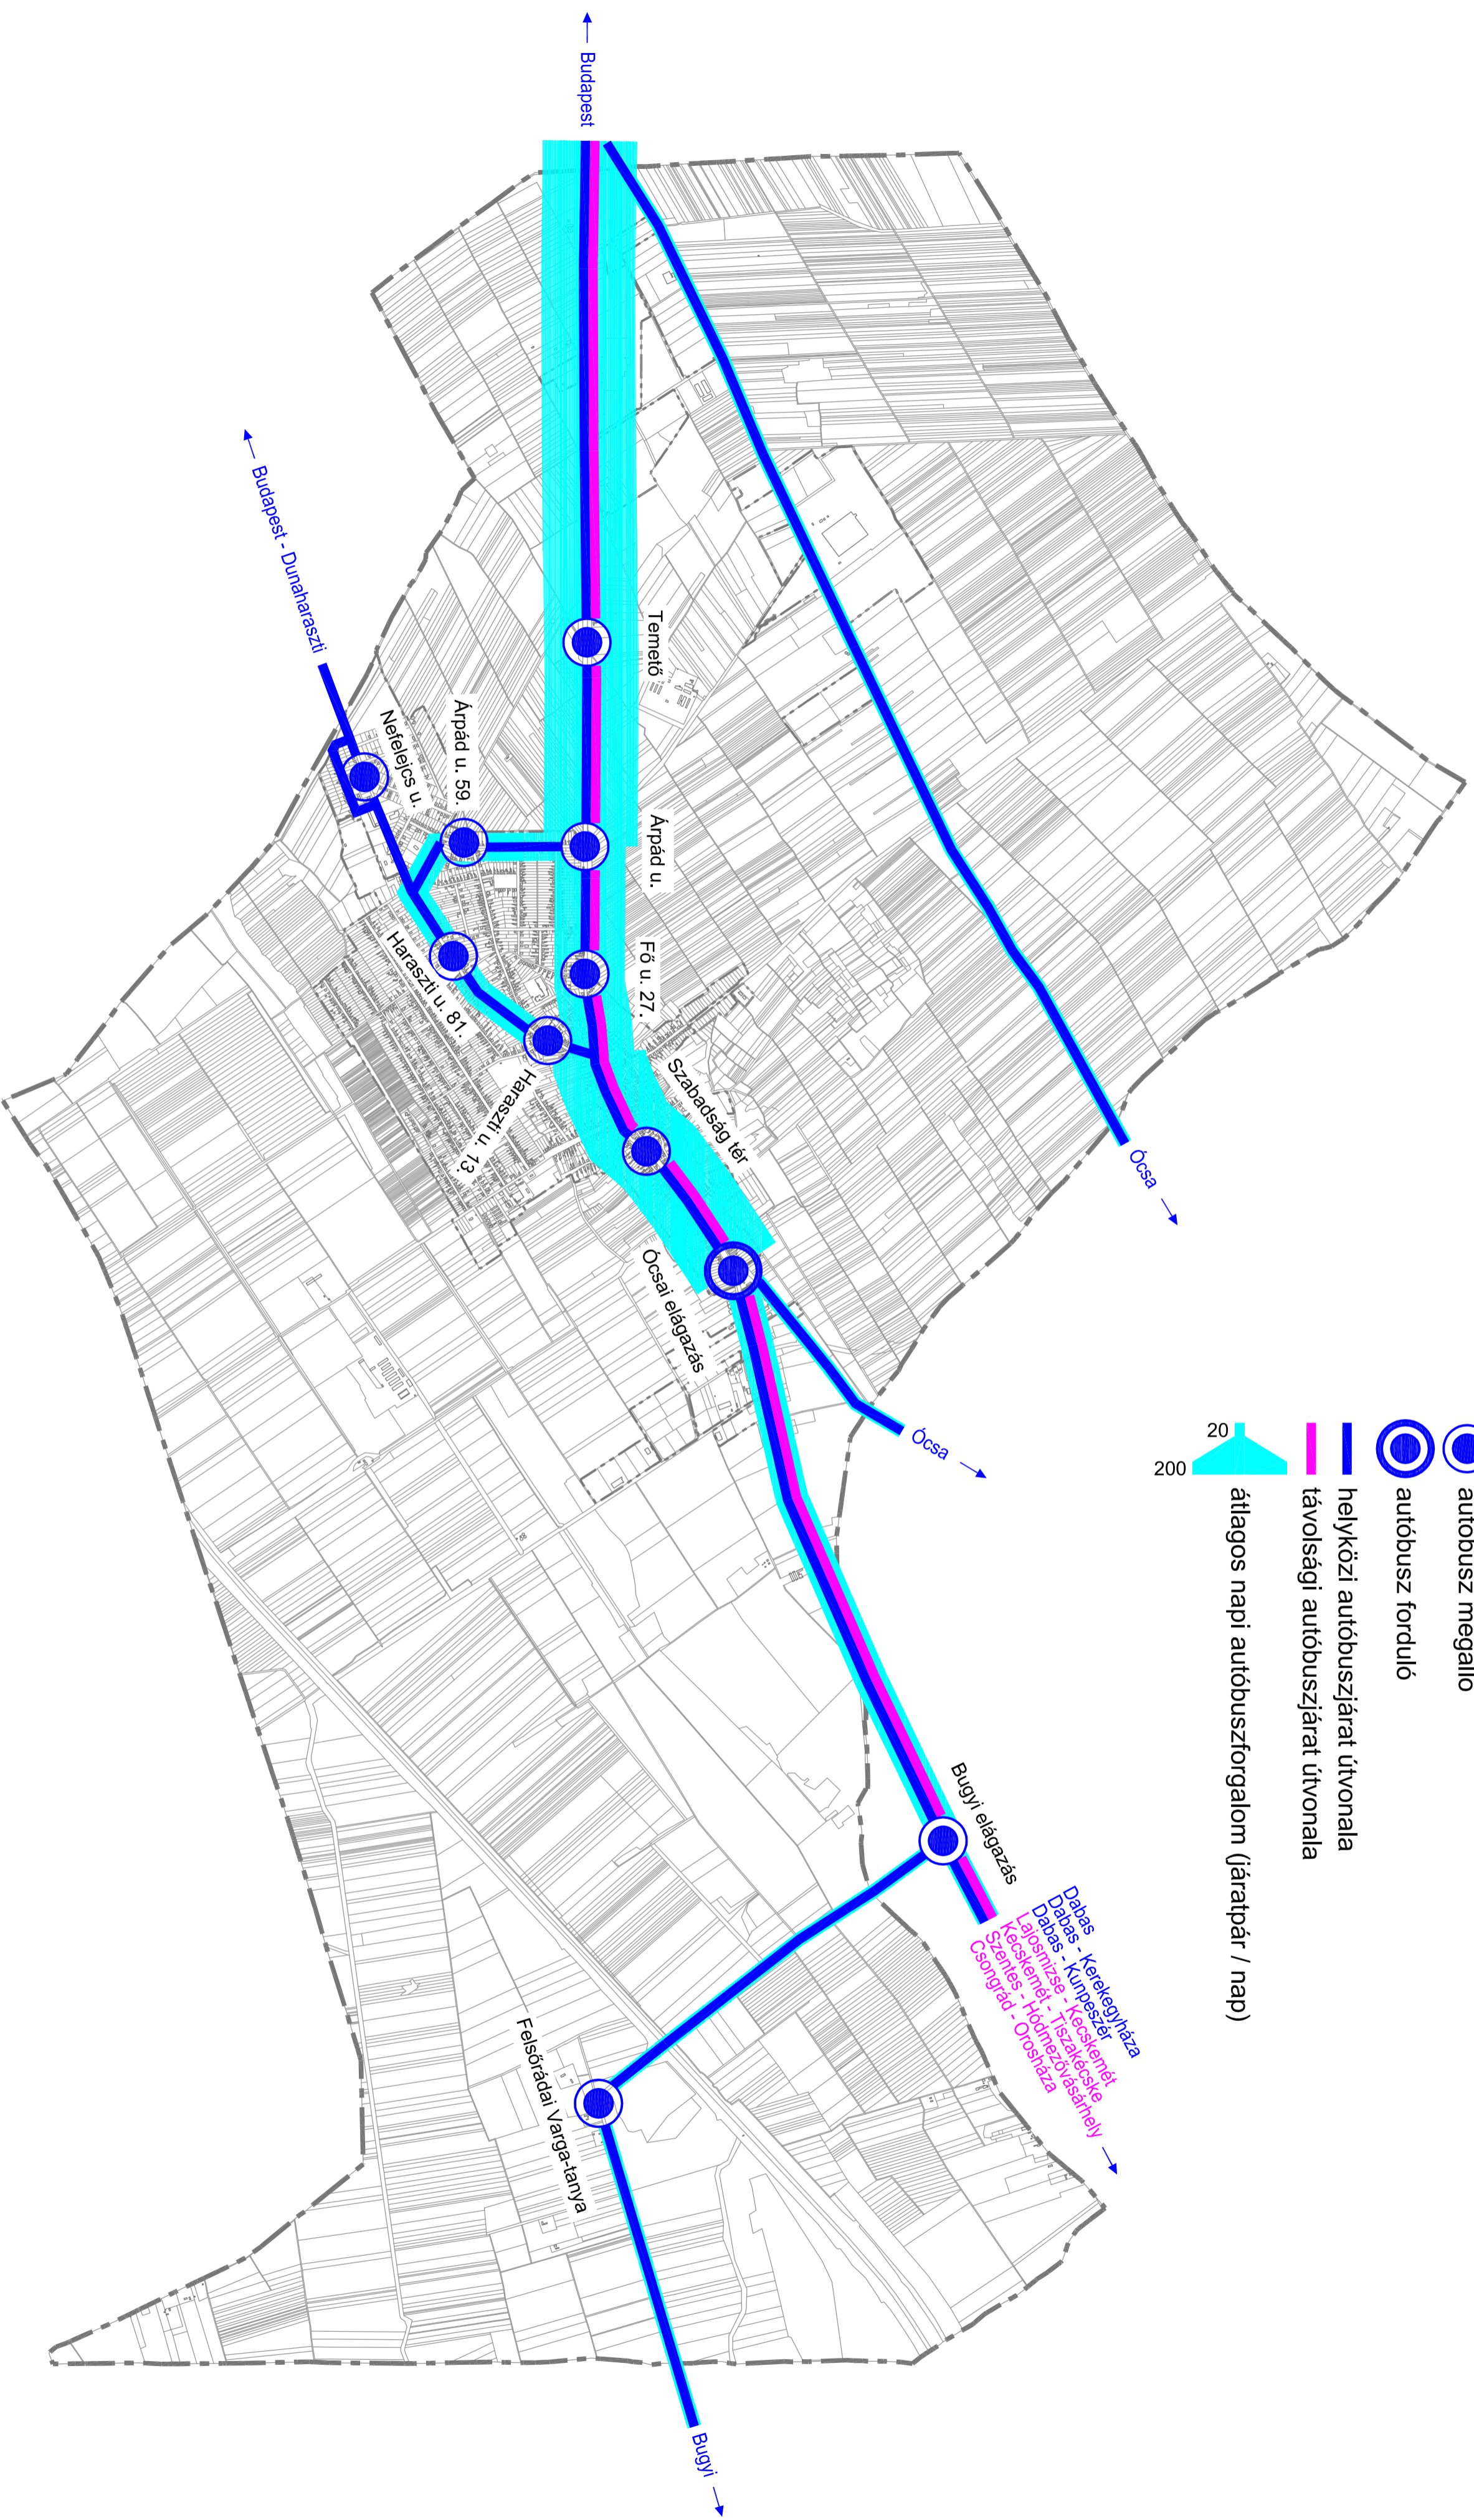 autóbusz megálló
autóbusz forduló
helyközi autóbuszjárat útvonala
távolsági autóbuszjárat útvonala
20
200
átlagos napi autóbuszforgalom (járatpár / nap)
Budapest
Budapest - Dunaharaszti
Ócsa
Ócsa
Bugyi
Temető
Árpád u.
Árpád u. 59.
Nefelejcs u.
Fő u. 27.
Haraszti u. 81.
Haraszti u. 13.
Szabadság tér
Ócsai elágazás
Bugyi elágazás
Felsőrádai Varga-tanya
Dabas
Dabas - Kerekegyháza
Dabas - Kunpeszér
Lajosmizse - Kecskemét
Kecskemét - Tiszakécske
Szentes - Hódmezővásárhely
Csongrád - Orosháza